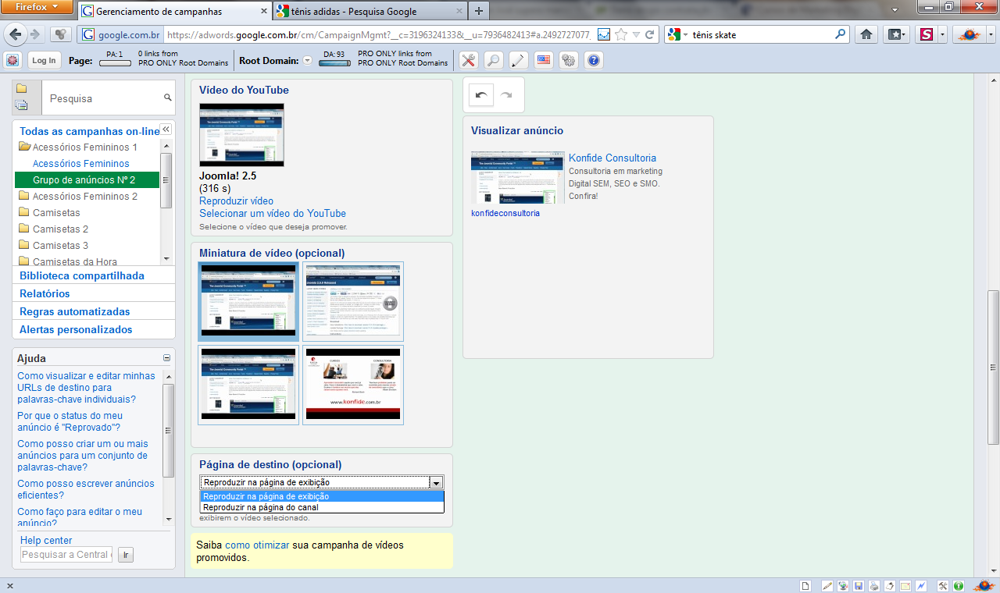 Firefox
Gerenciamento de campanhas
tênis adidas - Pesquisa Google
google.com.br
https://adwords.google.com.br/cm/CampaignMgmt?__c=3196324133&__u=7936482413#a.2492727077
tênis skate
Log In
Page:
DA: 1
0 links from
PRO ONLY Root Domains
Root Domain:
DA: 93
PRO ONLY links from
PRO ONLY Root Domains
Pesquisa
Todas as campanhas on-line
Acessórios Femininos 1
Acessórios Femininos
Grupo de anúncios Nº 2
Acessórios Femininos 2
Camisetas
Camisetas 2
Camisetas 3
Camisetas da Hora
Biblioteca compartilhada
Relatórios
Regras automatizadas
Alertas personalizados
Ajuda
editar minhas
destino para
palavras-chave individuais?
Por que o status do meu
anúncio é "Reprovado"?
Como posso criar um ou mais
anúncios para um conjunto de
palavras-chave?
Como posso escrever anúncios
eficientes?
Como faço para editar o meu
anúncio?
Help center
Pesquisar a Central
Ir
Vídeo do YouTube
Joomla! 2.5
(316 s)
Reproduzir vídeo
Selecionar um vídeo do YouTube
Selecione o vídeo que deseja promover.
Miniatura de vídeo (opcional)
Joomla 2.5.0 Released
CURSOS
CONSULTORIA
www.konfide.com.br
Página de destino (opcional)
Reproduzir na página de exibição
Reproduzir na página de exibição
Reproduzir na página do canal
exibirem o vídeo selecionado.
Saiba como otimizar sua campanha de vídeos
promovidos.
Visualizar anúncio
Konfide Consultoria
Consultoria em marketing
Digital SEM, SEO e SMO.
Confira!
konfideconsultoria